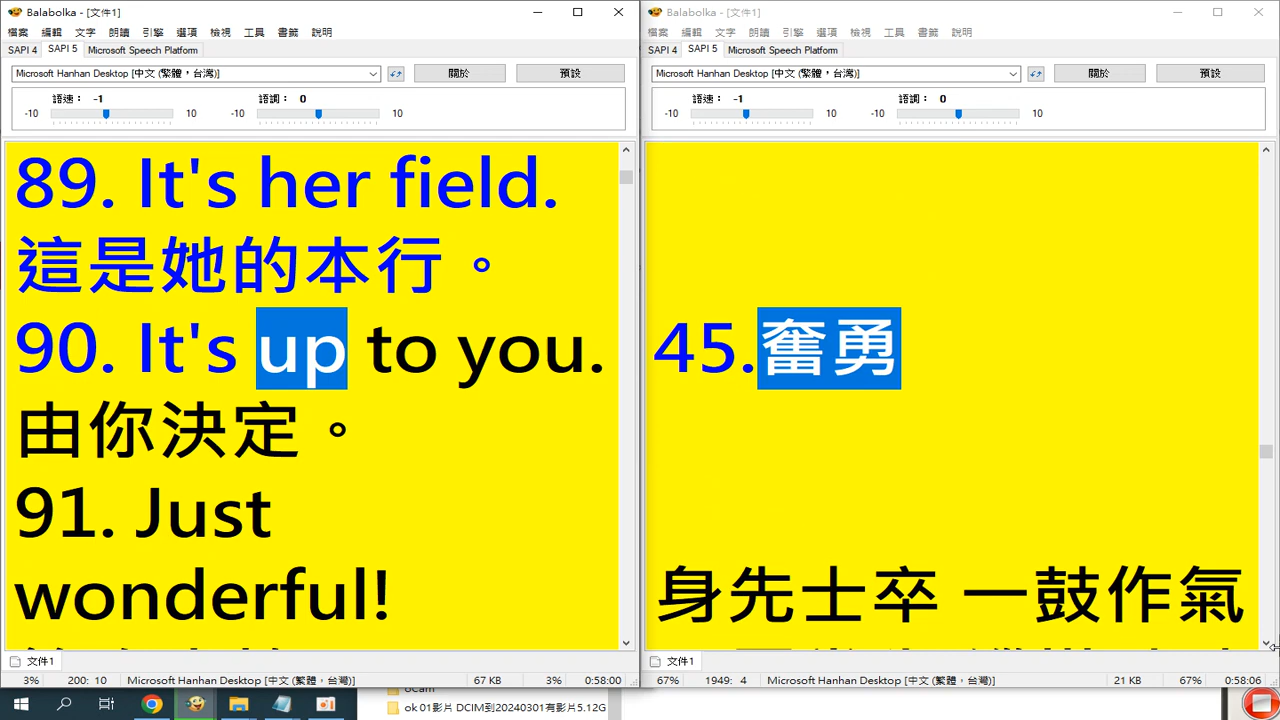 Balabolka - [文件1]
檔案 編輯 文字 朗讀 引擎 選項 檢視 工具 書籤 說明
SAPI 4 SAPI 5 Microsoft Speech Platform
Microsoft Hanhan Desktop [中文 (繁體，台灣)]
關於 預設
語速： -1 語調： 0
-10 10 -10 10
89. It's her field.
這是她的本行。
90. It's up to you.
由你決定。
91. Just
wonderful!
文件1
3% 200: 10 Microsoft Hanhan Desktop [中文 (繁體，台灣)] 67 KB 3% 0:58:00
Balabolka - [文件1]
檔案 編輯 文字 朗讀 引擎 選項 檢視 工具 書籤 說明
SAPI 4 SAPI 5 Microsoft Speech Platform
Microsoft Hanhan Desktop [中文 (繁體，台灣)]
關於 預設
語速： -1 語調： 0
-10 10 -10 10
45.奮勇
身先士卒 一鼓作氣
文件1
67% 1949: 4 Microsoft Hanhan Desktop [中文 (繁體，台灣)] 21 KB 67% 0:58:06
ocam
ok 01影片 DCIM到20240301有影片5.12G